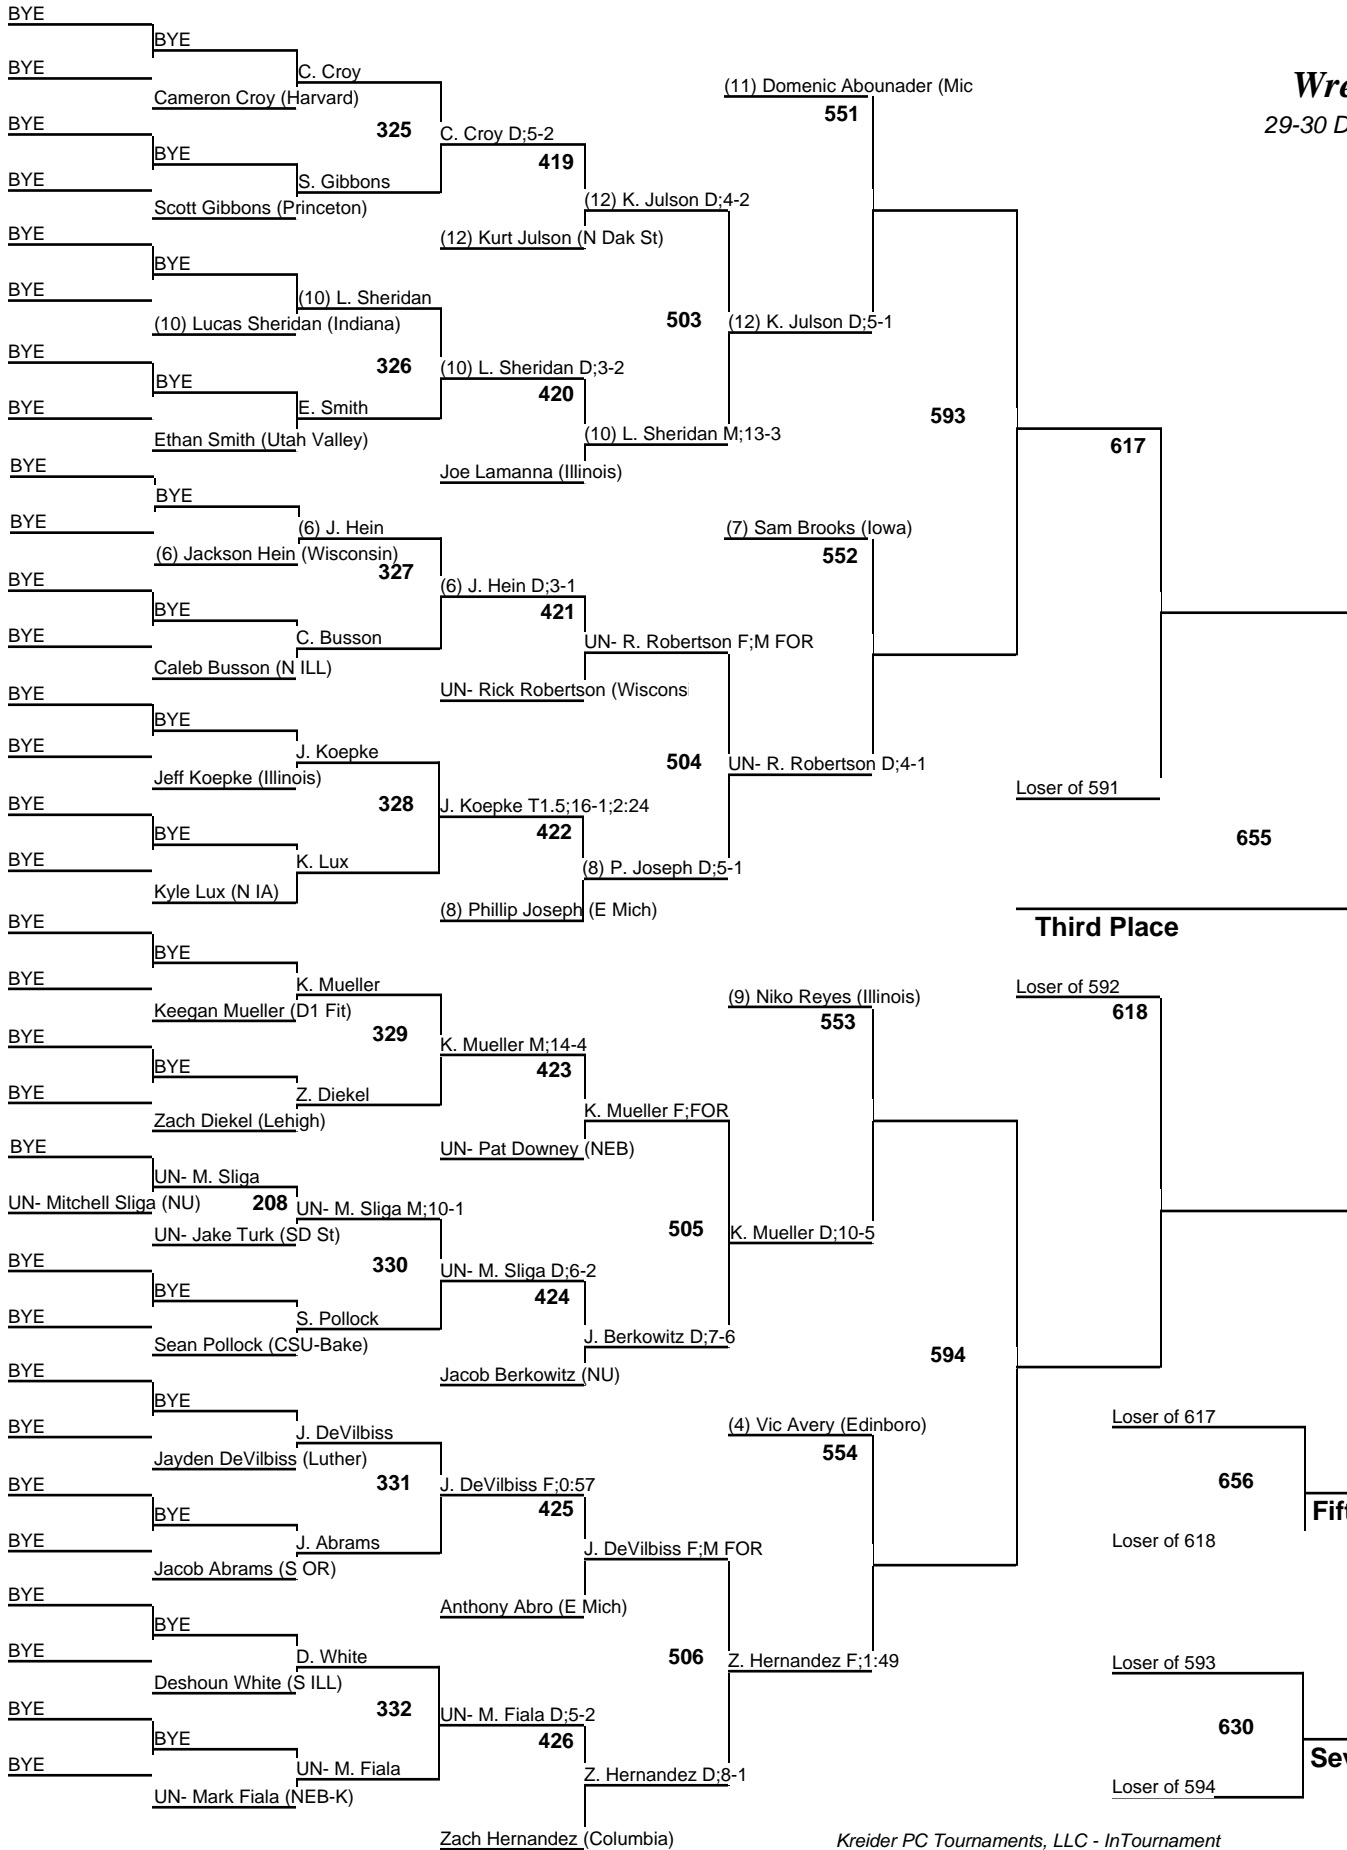 BYE
BYE
BYE
C. Croy
Cameron Croy (Harvard)
(11) Domenic Abounader (Mic
Wre
551
29-30 D
BYE
325
C. Croy D;5-2
BYE
419
BYE
S. Gibbons
Scott Gibbons (Princeton)
(12) K. Julson D;4-2
BYE
(12) Kurt Julson (N Dak St)
BYE
BYE
(10) L. Sheridan
(10) Lucas Sheridan (Indiana)
503
(12) K. Julson D;5-1
BYE
326
(10) L. Sheridan D;3-2
BYE
420
BYE
E. Smith
593
Ethan Smith (Utah Valley)
(10) L. Sheridan M;13-3
617
BYE
Joe Lamanna (Illinois)
BYE
BYE
(6) J. Hein
(7) Sam Brooks (Iowa)
(6) Jackson Hein (Wisconsin)
552
327
BYE
(6) J. Hein D;3-1
BYE
421
BYE
C. Busson
UN- R. Robertson F;M FOR
Caleb Busson (N ILL)
BYE
UN- Rick Robertson (Wisconsi
BYE
BYE
J. Koepke
504
UN- R. Robertson D;4-1
Jeff Koepke (Illinois)
Loser of 591
BYE
328
J. Koepke T1.5;16-1;2:24
BYE
422
655
BYE
K. Lux
(8) P. Joseph D;5-1
Kyle Lux (N IA)
(8) Phillip Joseph (E Mich)
BYE
Third Place
BYE
BYE
K. Mueller
Loser of 592
(9) Niko Reyes (Illinois)
Keegan Mueller (D1 Fit)
618
553
329
BYE
K. Mueller M;14-4
BYE
423
BYE
Z. Diekel
K. Mueller F;FOR
Zach Diekel (Lehigh)
BYE
UN- Pat Downey (NEB)
UN- M. Sliga
UN- Mitchell Sliga (NU)
208
UN- M. Sliga M;10-1
505
UN- Jake Turk (SD St)
K. Mueller D;10-5
BYE
330
UN- M. Sliga D;6-2
BYE
424
BYE
S. Pollock
Sean Pollock (CSU-Bake)
J. Berkowitz D;7-6
594
BYE
Jacob Berkowitz (NU)
BYE
BYE
J. DeVilbiss
(4) Vic Avery (Edinboro)
Loser of 617
Jayden DeVilbiss (Luther)
554
BYE
331
J. DeVilbiss F;0:57
656
BYE
425
Fift
BYE
J. Abrams
J. DeVilbiss F;M FOR
Loser of 618
Jacob Abrams (S OR)
BYE
Anthony Abro (E Mich)
BYE
BYE
D. White
506
Z. Hernandez F;1:49
Loser of 593
Deshoun White (S ILL)
BYE
332
UN- M. Fiala D;5-2
630
BYE
426
BYE
UN- M. Fiala
Sev
UN- Mark Fiala (NEB-K)
Z. Hernandez D;8-1
Loser of 594
Zach Hernandez (Columbia)
Kreider PC Tournaments, LLC - InTournament